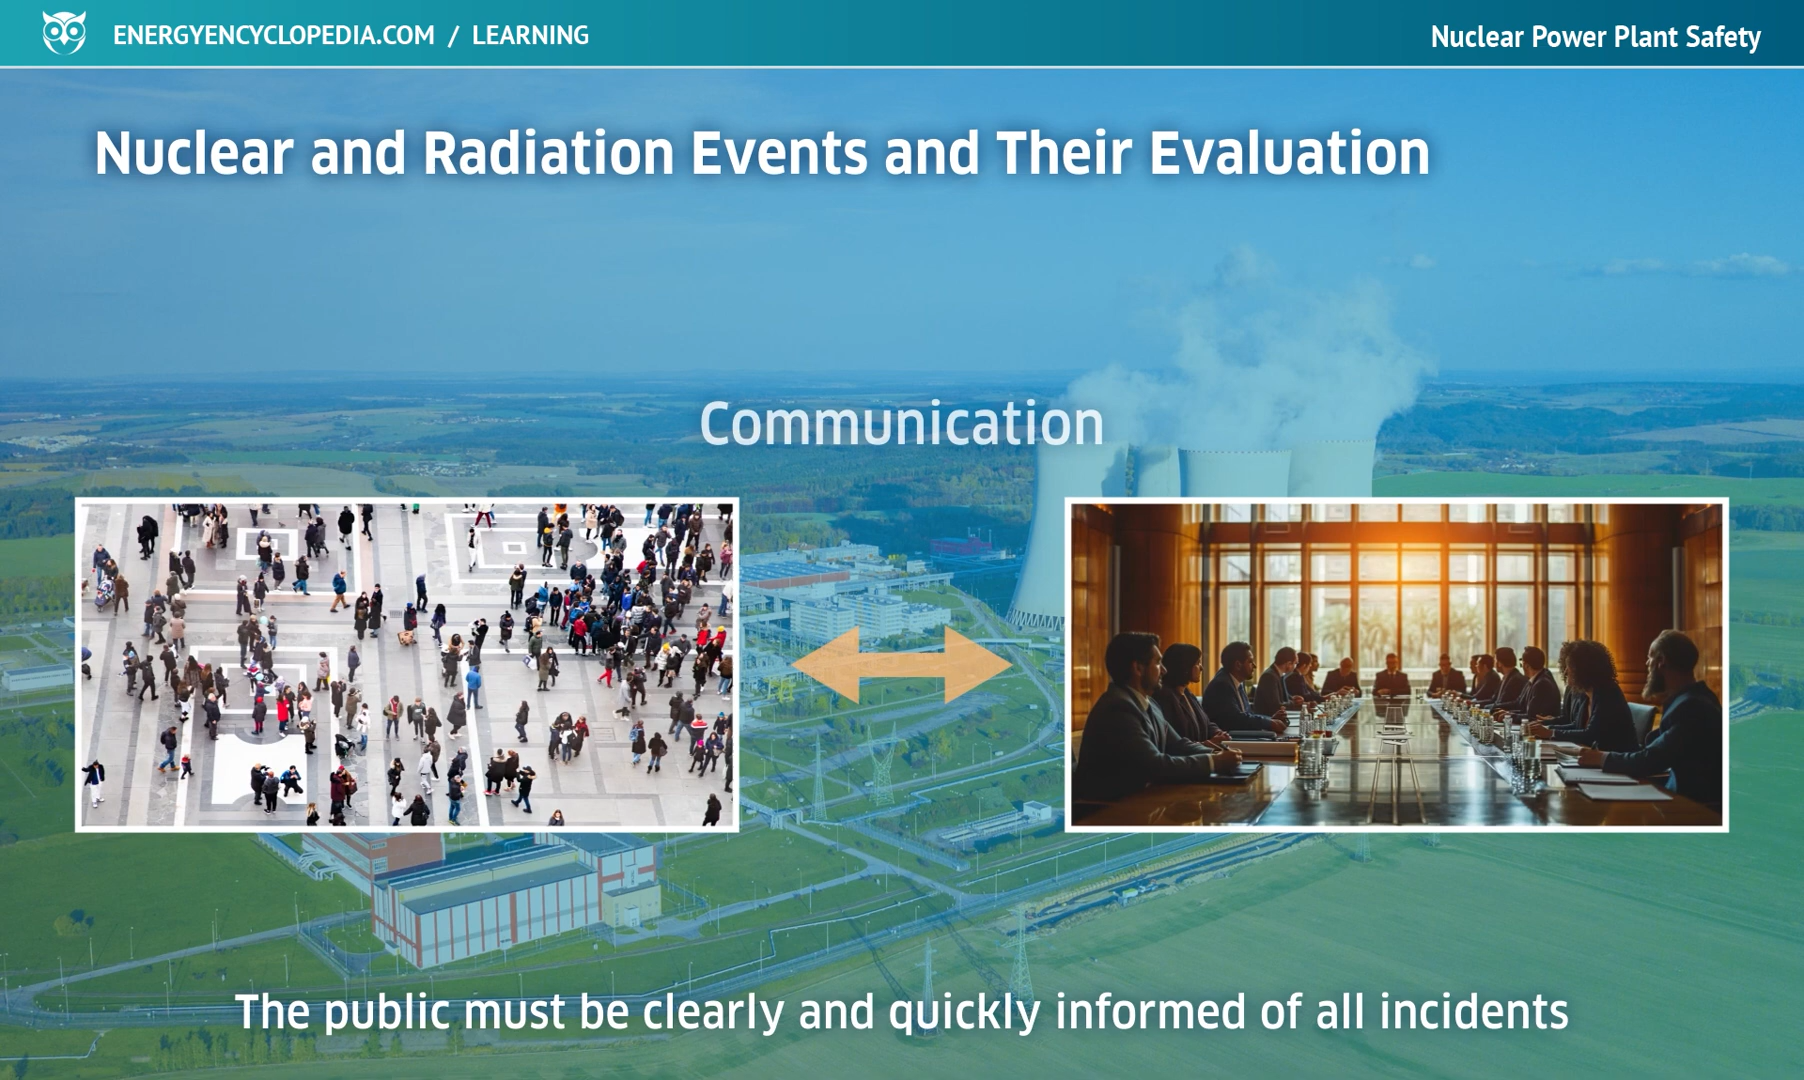 ENERGYENCYCLOPEDIA.COM / LEARNING
Nuclear Power Plant Safety
Nuclear and Radiation Events and Their Evaluation
Communication
The public must be clearly and quickly informed of all incidents